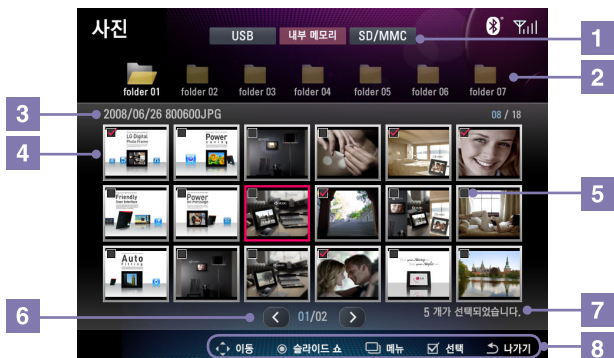 사진
USB 내부 메모리 SD/MMC
1
folder 01 folder 02 folder 03 folder 04 folder 05 folder 06 folder 07
2
3
2008/06/26 800600JPG 08 / 18
4
LG Digital
Photo Frame
Power
Friendly
Power
5
Auto
6
01/02
5 개가 선택되었습니다.
7
이동 슬라이드 쇼 메뉴 선택 나가기
8